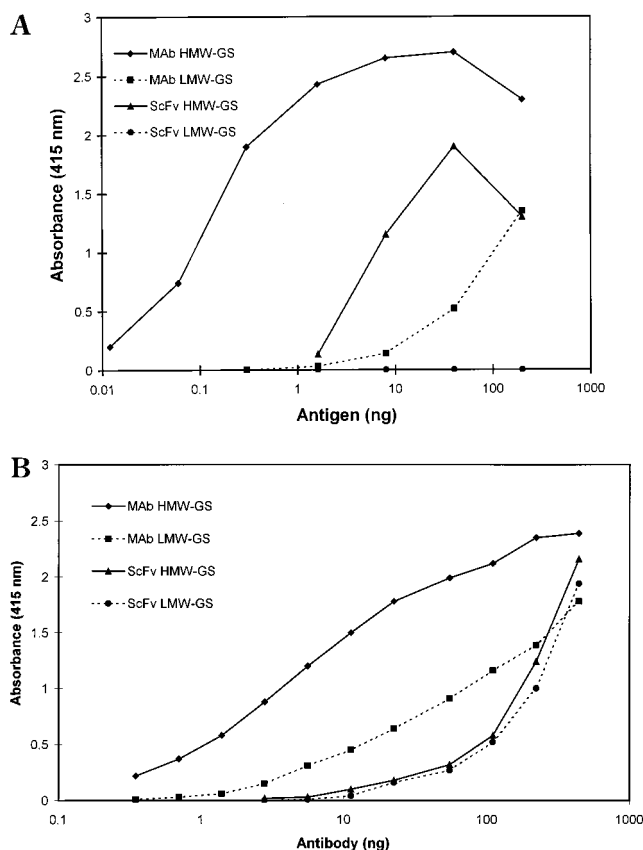 A
3
MAb HMW-GS
MAb LMW-GS
2.5
ScFv HMW-GS
ScFv LMW-GS
2
1.5
1
0.5
0
Absorbance (415 nm)
0.01
0.1
1
10
100
1000
Antigen (ng)
B
3
MAb HMW-GS
2.5
MAb LMW-GS
ScFv HMW-GS
2
ScFv LMW-GS
1.5
1
0.5
0
Absorbance (415 nm)
0.1
1
10
100
1000
Antibody (ng)